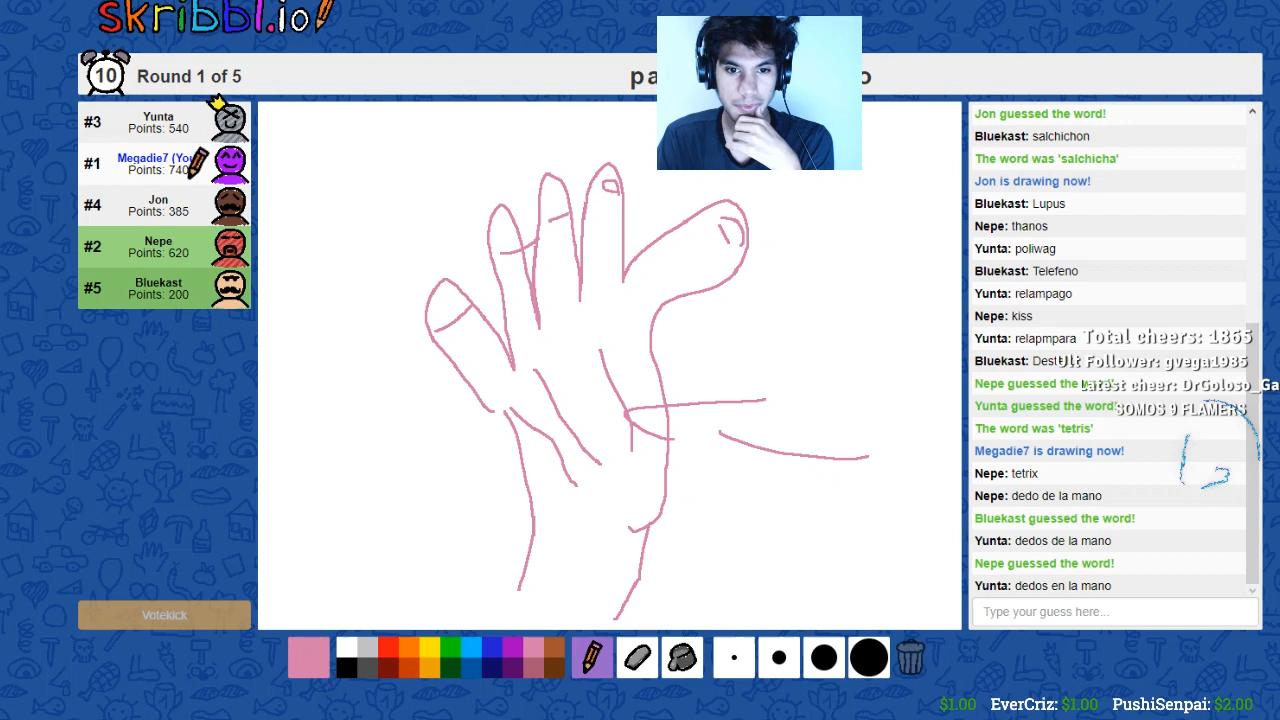 skribbl.io
10
Round 1 of 5
pa
o
#3
Yunta
Points: 540
#1
Megadie7 (You
Points: 740
#4
Jon
Points: 385
#2
Nepe
Points: 620
#5
Bluekast
Points: 200
Votekick
Jon guessed the word!
Bluekast: salchichon
The word was 'salchicha'
Jon is drawing now!
Bluekast: Lupus
Nepe: thanos
Yunta: poliwag
Bluekast: Telefeno
Yunta: relampago
Nepe: kiss
Yunta: relapmpara
Total cheers: 1865
Bluekast:
Ult Follower: gvega1985
Nepe guessed the
Latest cheer: DrGoloso_Ga
Yunta guessed the word!
SOMOS 9 FLAMERS
The word was 'tetris'
Megadie7 is drawing now!
Nepe: tetrix
Nepe: dedo de la mano
Bluekast guessed the word!
Yunta: dedos de la mano
Nepe guessed the word!
Yunta: dedos en la mano
Type your guess here...
$1.00 EverCriz: $1.00 PushiSenpai: $2.00